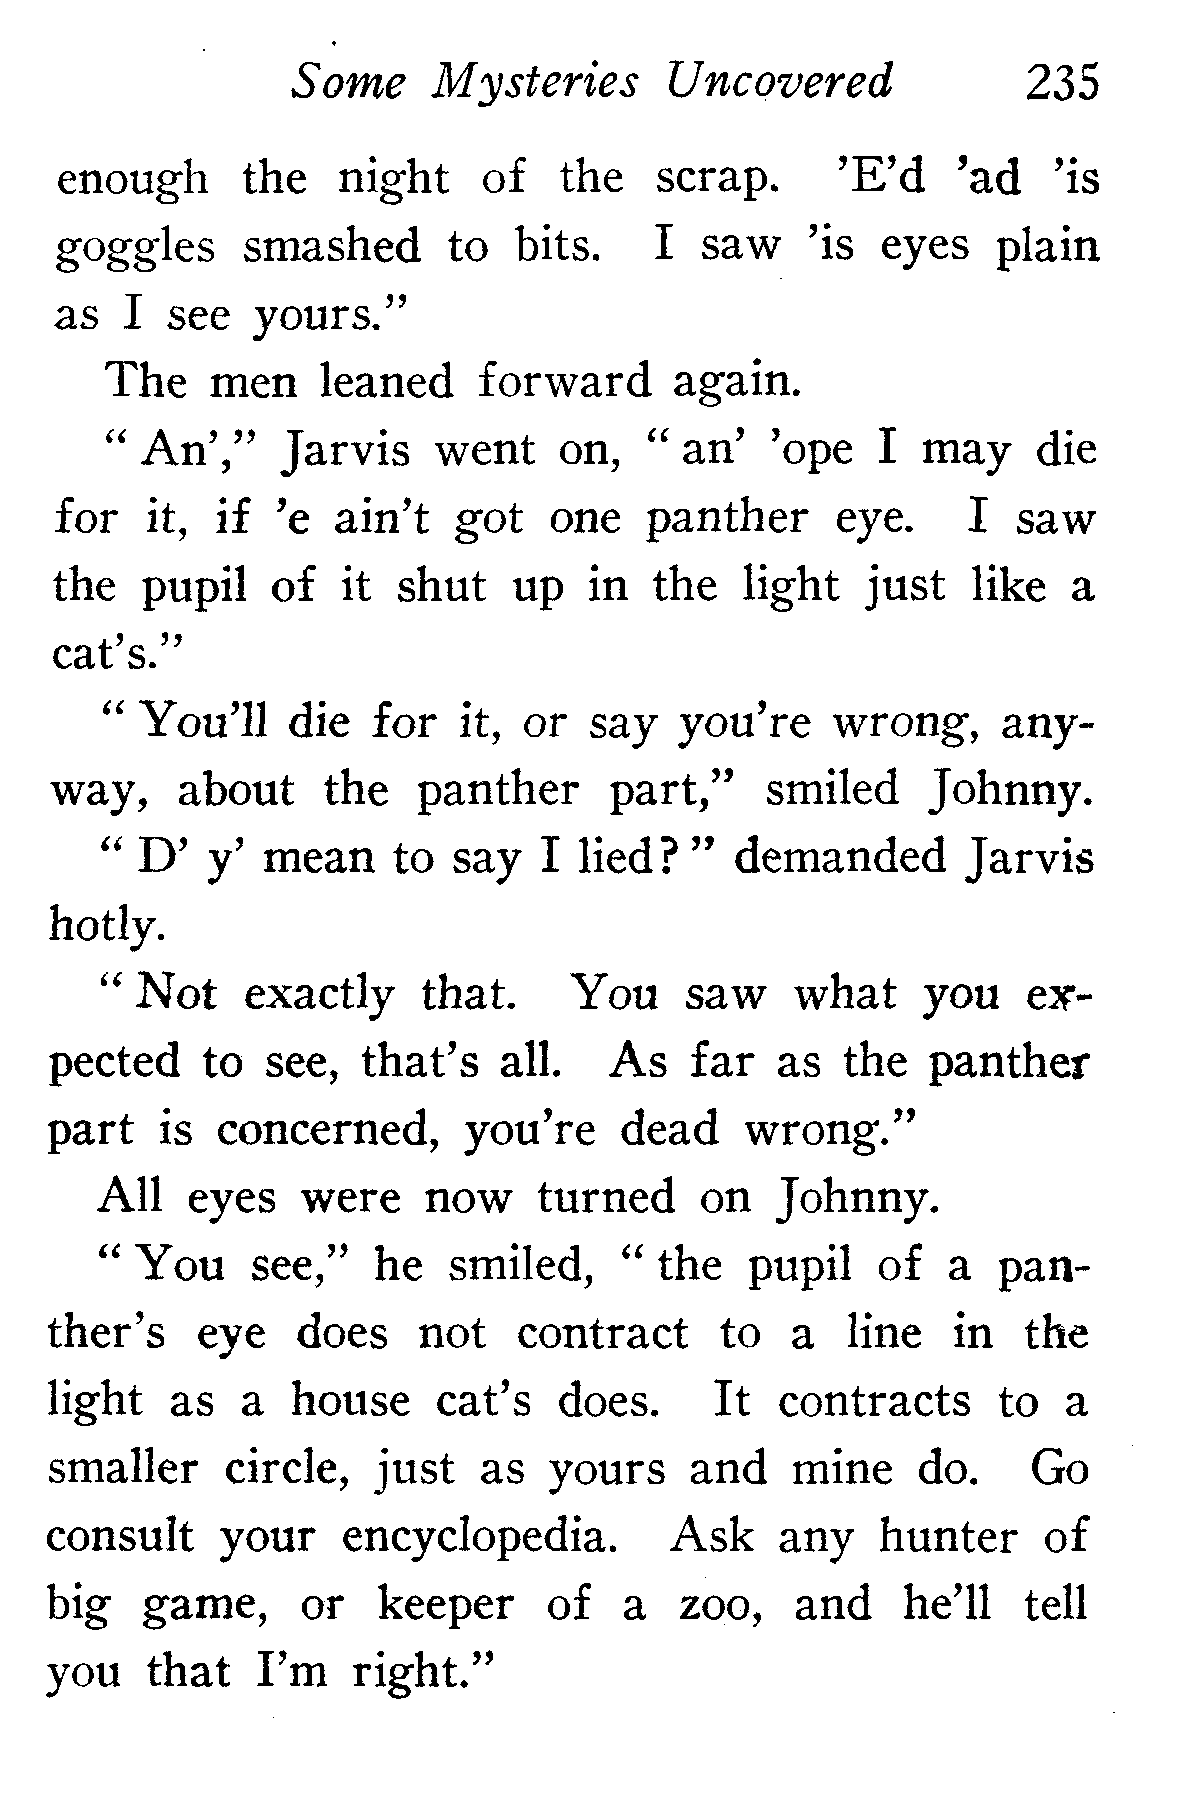 Some Mysteries Uncovered 235
enough the night of the scrap. ’E’d ’ad ’is
goggles smashed to bits. I saw ’is eyes plain
as I see yours.”
The men leaned forward again.
“ An’,” Jarvis went on, “ an’ ’ope I may die
for it, if ’e ain’t got one panther eye. I saw
the pupil of it shut up in the light just like a
cat’s.”
“ You’ll die for it, or say you’re wrong, any-
way, about the panther part,” smiled Johnny.
“ D’ y’ mean to say I lied? ” demanded Jarvis
hotly.
“ Not exactly that. You saw what you ex-
pected to see, that’s all. As far as the panther
part is concerned, you’re dead wrong.”
All eyes were now turned on Johnny.
“ You see,” he smiled, “ the pupil of a pan-
ther’s eye does not contract to a line in the
light as a house cat’s does. It contracts to a
smaller circle, just as yours and mine do. Go
consult your encyclopedia. Ask any hunter of
big game, or keeper of a zoo, and he’ll tell
you that I’m right.”